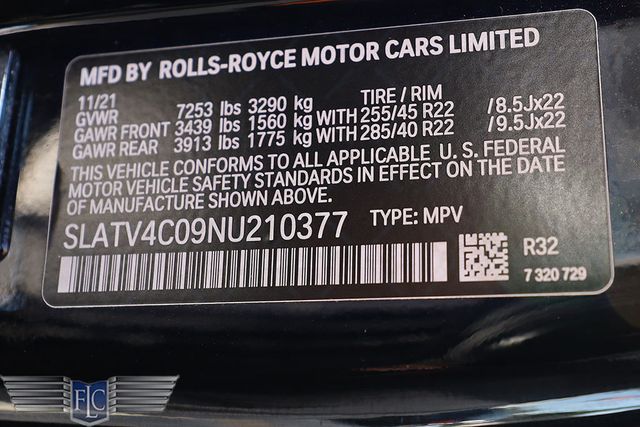 MFD BY ROLLS-ROYCE MOTOR CARS LIMITED
11/21 TIRE / RIM
GVWR 7253 lbs 3290 kg
GAWR FRONT 3439 lbs 1560 kg WITH 255/45 R22 /8.5Jx22
GAWR REAR 3913 lbs 1775 kg WITH 285/40 R22 /9.5Jx22
THIS VEHICLE CONFORMS TO ALL APPLICABLE U. S. FEDERAL
MOTOR VEHICLE SAFETY STANDARDS IN EFFECT ON THE DATE
OF MANUFACTURE SHOWN ABOVE.
SLATV4C09NU210377 TYPE: MPV
R32
7 320 729
FLC